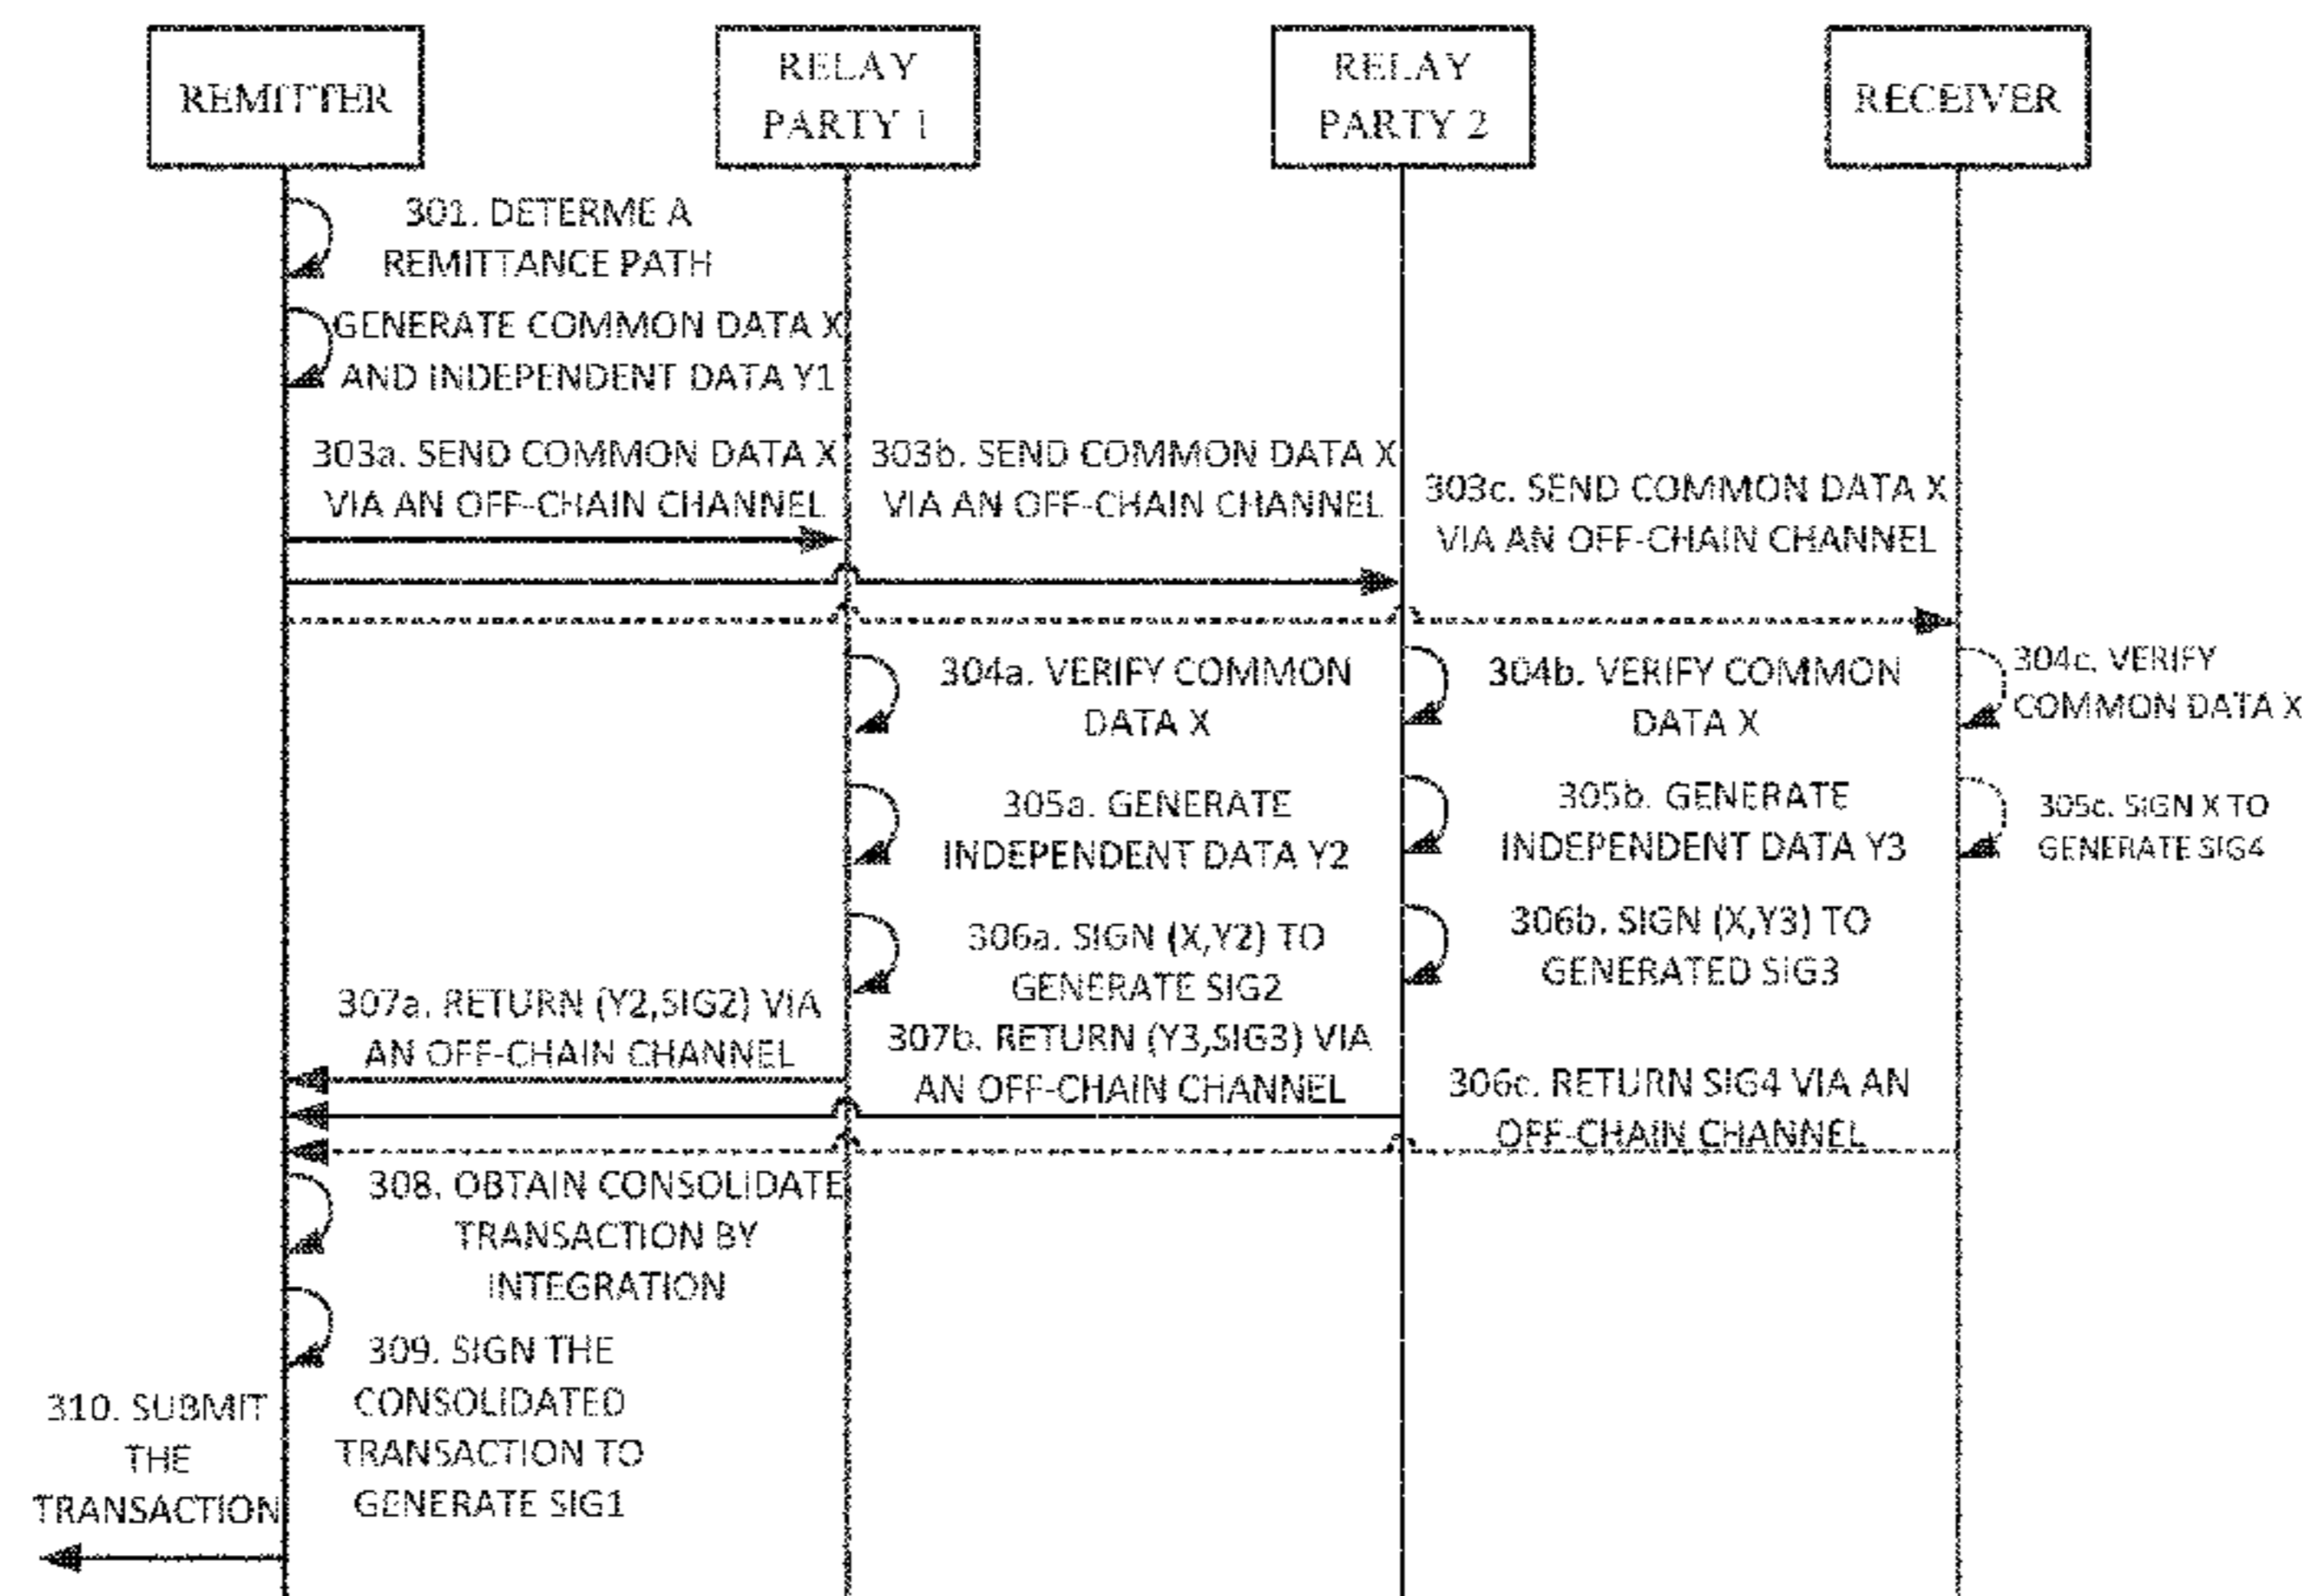 REMITTER
RELAY
PARTY 1
RELAY
PARTY 2
RECEIVER
301. DETERME A
REMITTANCE PATH
GENERATE COMMON DATA X
AND INDEPENDENT DATA Y1
303a. SEND COMMON DATA X
VIA AN OFF-CHAIN CHANNEL
303b. SEND COMMON DATA X
VIA AN OFF-CHAIN CHANNEL
303c. SEND COMMON DATA X
VIA AN OFF-CHAIN CHANNEL
304a. VERIFY COMMON
DATA X
304b. VERIFY COMMON
DATA X
304c. VERIFY
COMMON DATA X
305a. GENERATE
INDEPENDENT DATA Y2
305b. GENERATE
INDEPENDENT DATA Y3
305c. SIGN X TO
GENERATE SIG4
306a. SIGN (X,Y2) TO
GENERATE SIG2
306b. SIGN (X,Y3) TO
GENERATED SIG3
307a. RETURN (Y2,SIG2) VIA
AN OFF-CHAIN CHANNEL
307b. RETURN (Y3,SIG3) VIA
AN OFF-CHAIN CHANNEL
306c. RETURN SIG4 VIA AN
OFF-CHAIN CHANNEL
308. OBTAIN CONSOLIDATE
TRANSACTION BY
INTEGRATION
309. SIGN THE
CONSOLIDATED
TRANSACTION TO
GENERATE SIG1
310. SUBMIT
THE
TRANSACTION